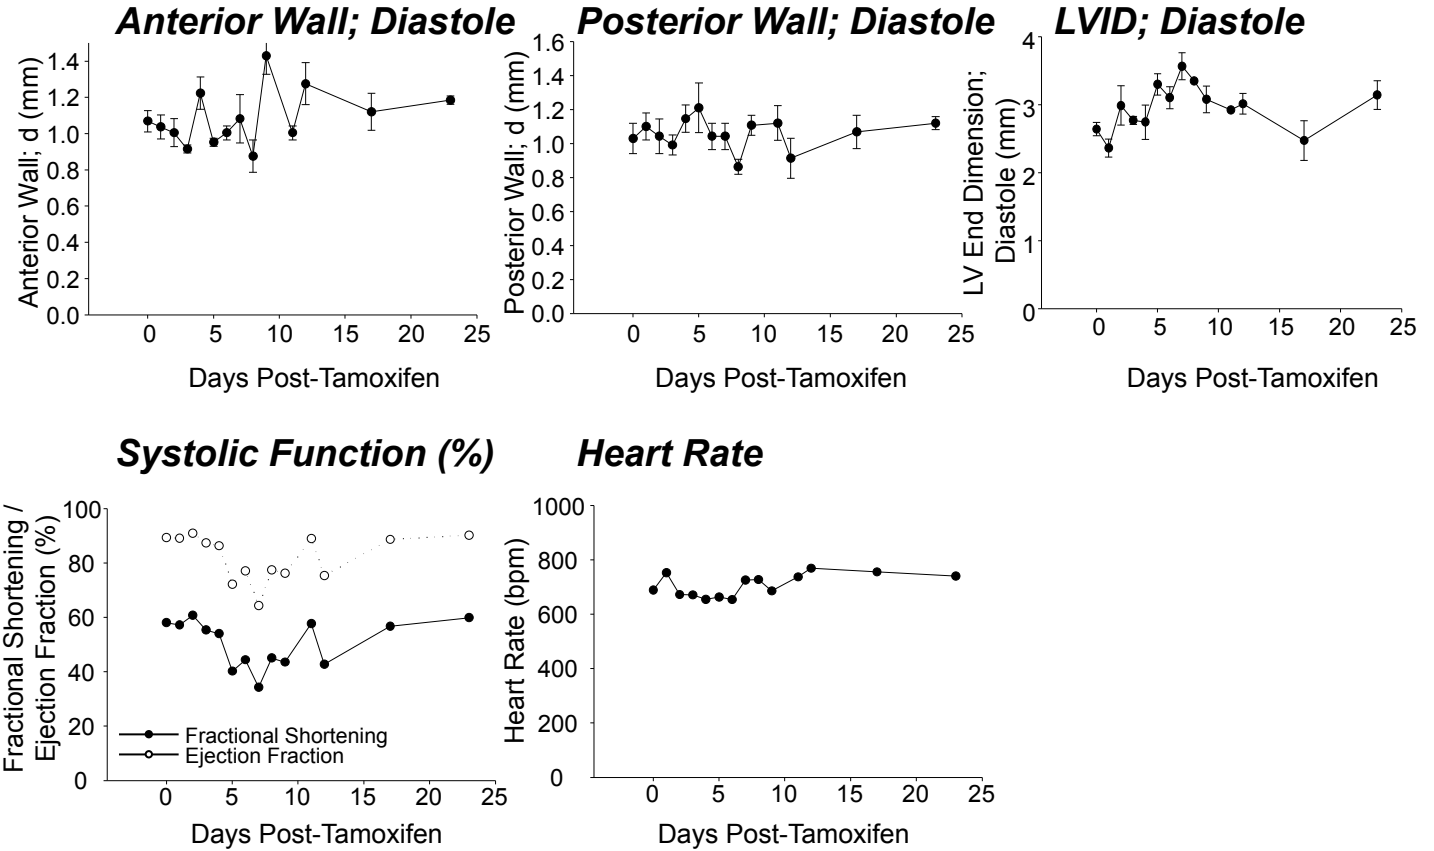 Anterior Wall; Diastole
Anterior Wall; d (mm)
1.4
1.2
1.0
0.8
0.6
0.4
0.2
0.0
0 5 10 15 20 25
Days Post-Tamoxifen
Posterior Wall; Diastole
Posterior Wall; d (mm)
1.6
1.4
1.2
1.0
0.8
0.6
0.4
0.2
0.0
0 5 10 15 20 25
Days Post-Tamoxifen
LVID; Diastole
LV End Dimension;
Diastole (mm)
4
3
2
1
0
0 5 10 15 20 25
Days Post-Tamoxifen
Systolic Function (%)
Fractional Shortening /
Ejection Fraction (%)
100
80
60
40
20
0
Fractional Shortening
Ejection Fraction
0 5 10 15 20 25
Days Post-Tamoxifen
Heart Rate
Heart Rate (bpm)
1000
800
600
400
200
0
0 5 10 15 20 25
Days Post-Tamoxifen